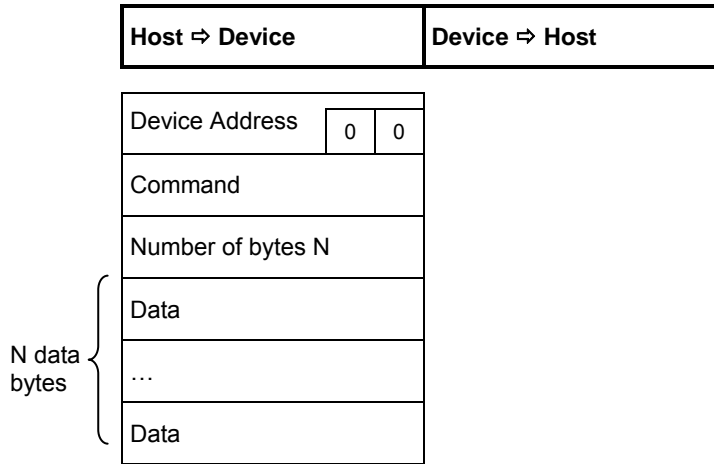 Host ⇨ Device Device ⇨ Host
Device Address 0 0
Command
Number of bytes N
Data
N data
bytes
…
Data